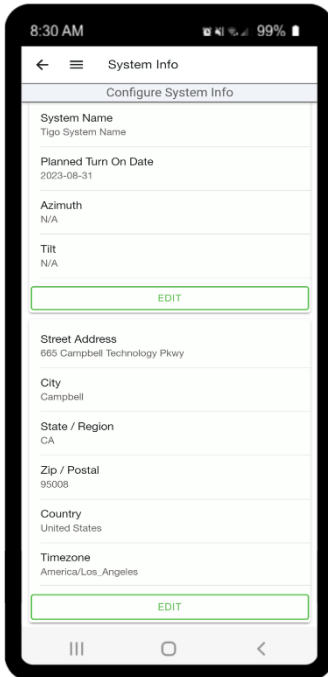 8:30 AM 99%
System Info
Configure System Info
System Name
Tigo System Name
Planned Turn On Date
2023-08-31
Azimuth
N/A
Tilt
N/A
EDIT
Street Address
665 Campbell Technology Pkwy
City
Campbell
State / Region
CA
Zip / Postal
95008
Country
United States
Timezone
America/Los_Angeles
EDIT